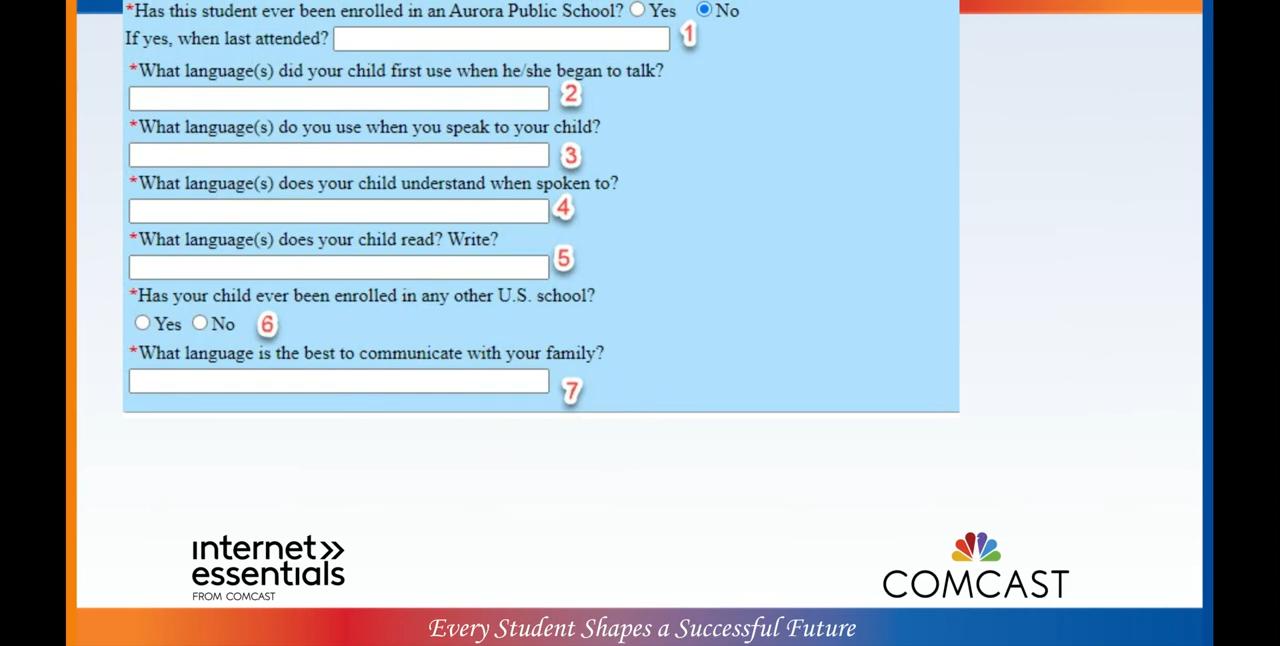 *Has this student ever been enrolled in an Aurora Public School? Yes No
If yes, when last attended? 1
*What language(s) did your child first use when he/she began to talk?
2
*What language(s) do you use when you speak to your child?
3
*What language(s) does your child understand when spoken to?
4
*What language(s) does your child read? Write?
5
*Has your child ever been enrolled in any other U.S. school?
Yes No 6
*What language is the best to communicate with your family?
7
internet
essentials
FROM COMCAST
COMCAST
Every Student Shapes a Successful Future